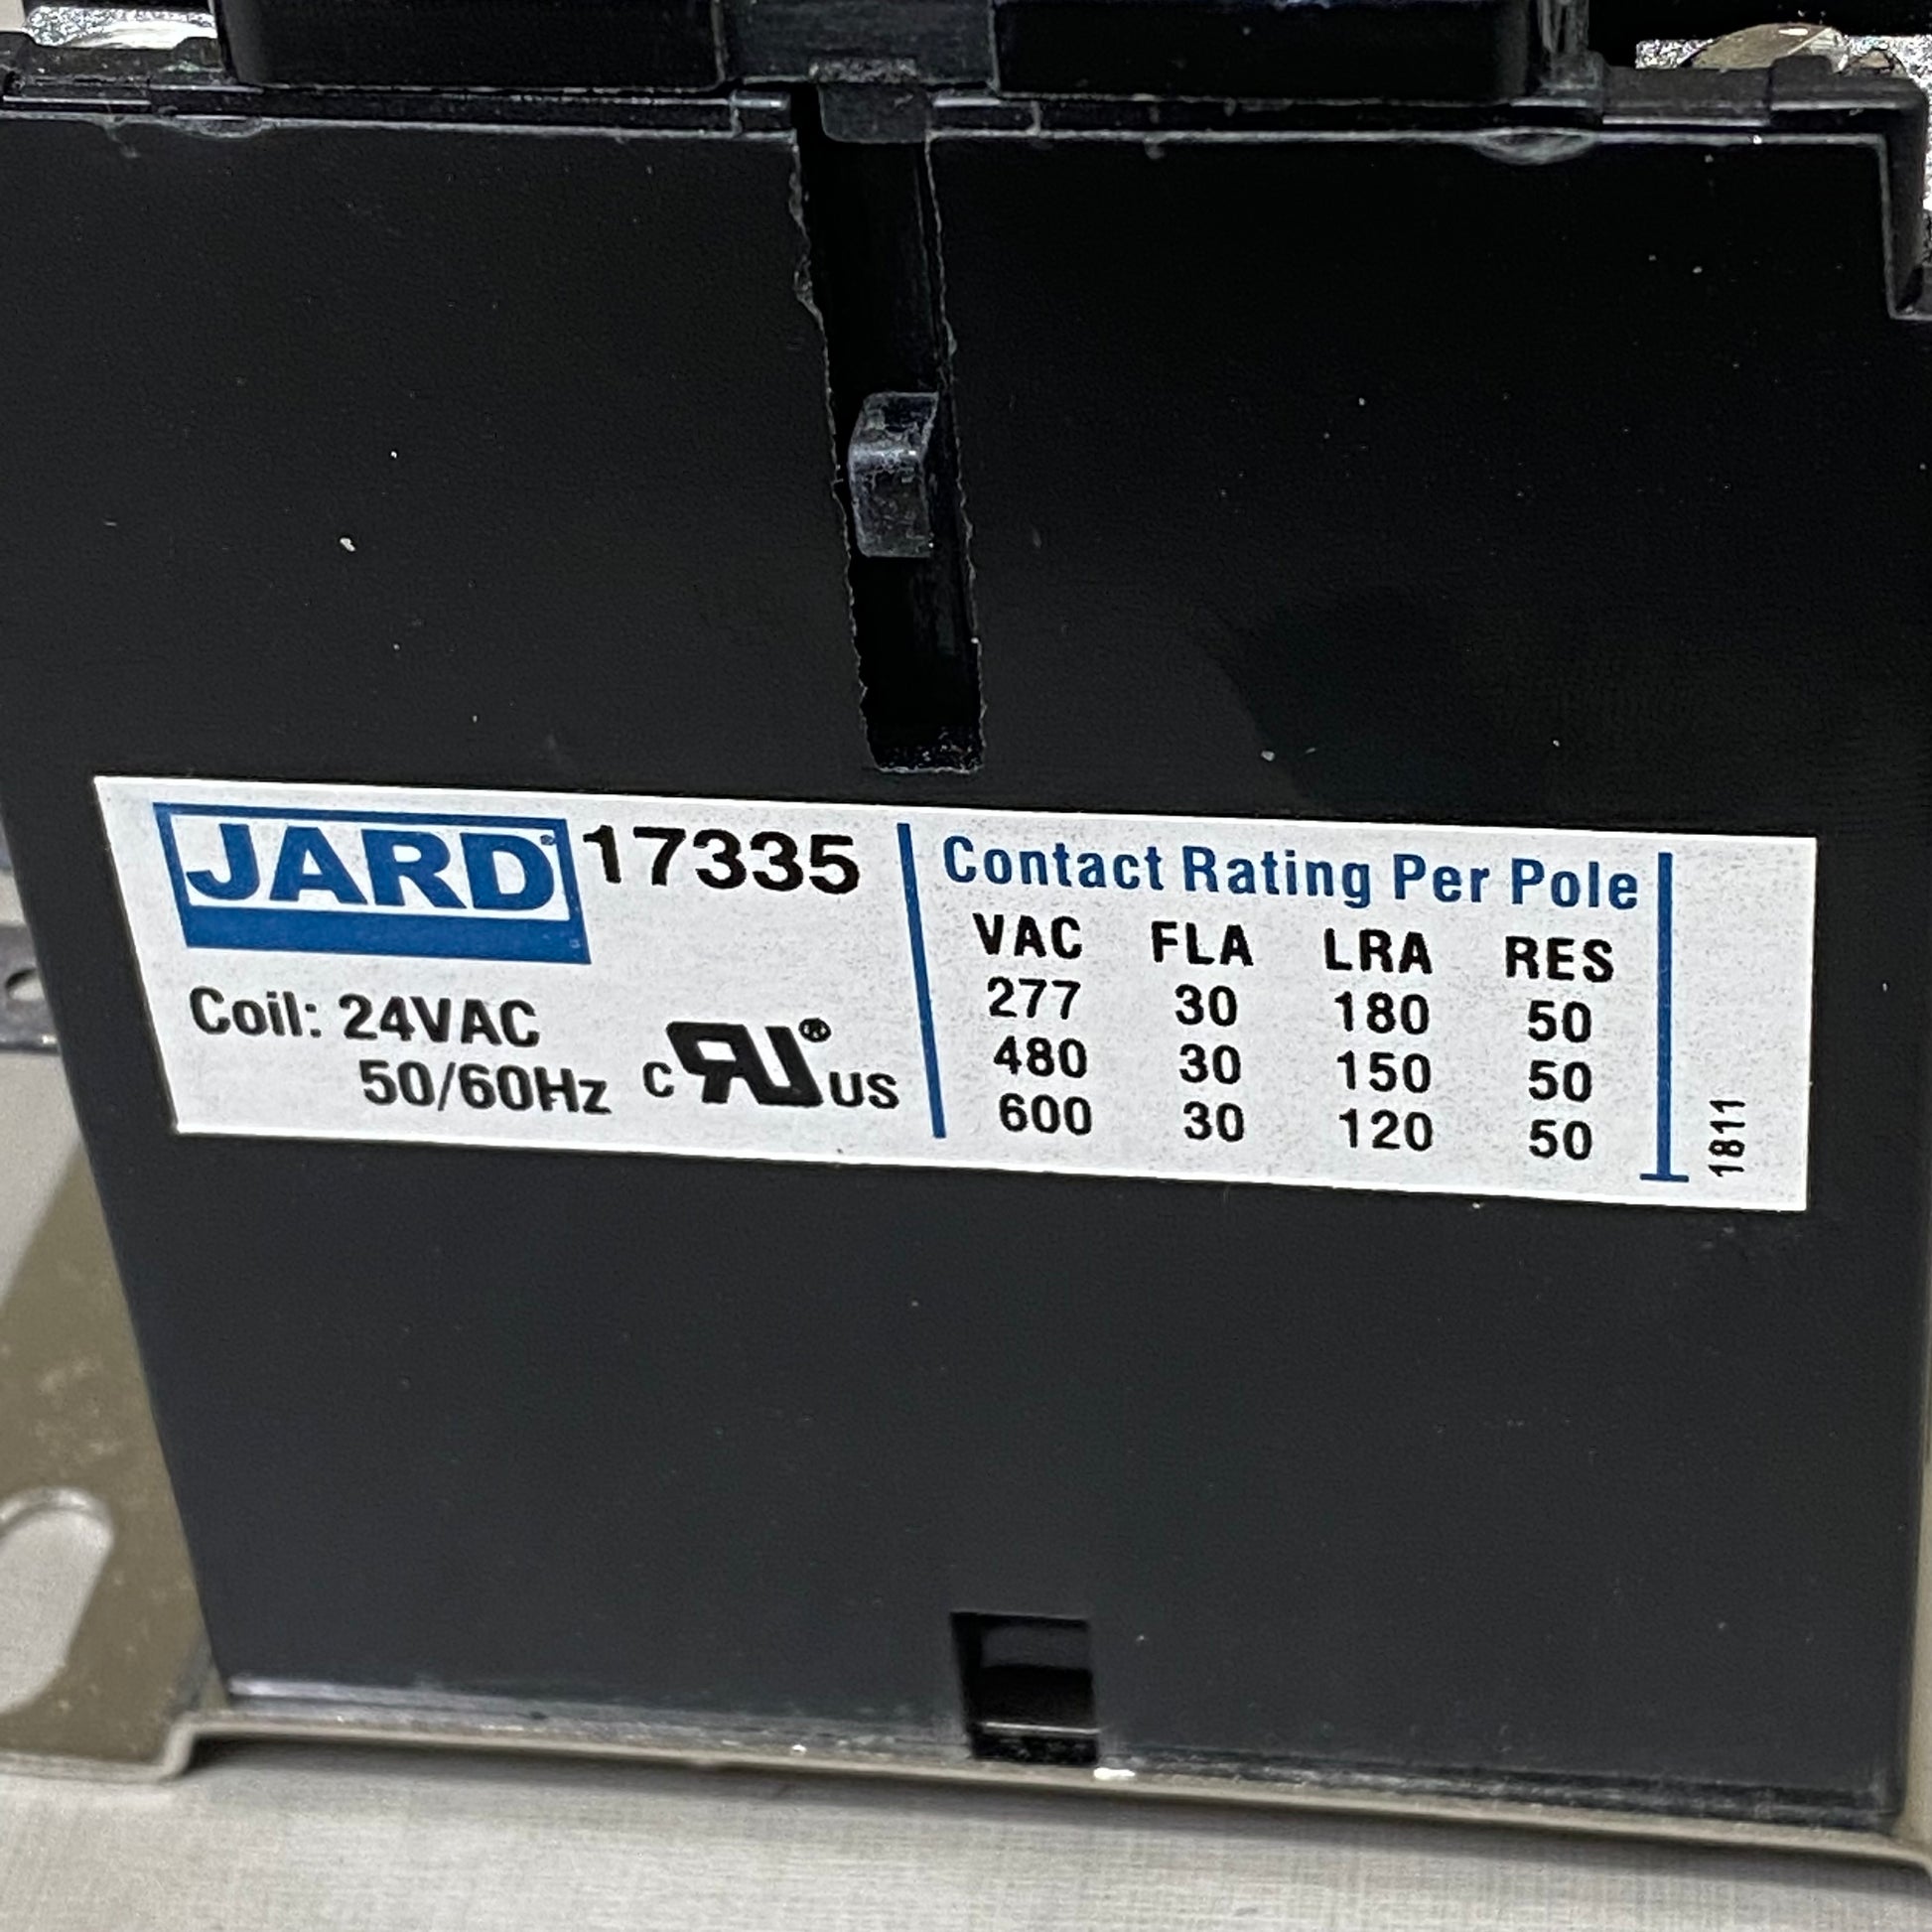 JARD 17335
Coil: 24VAC
50/60Hz
c RU® US
Contact Rating Per Pole
VAC FLA LRA RES
277 30 180 50
480 30 150 50
600 30 120 50
1811